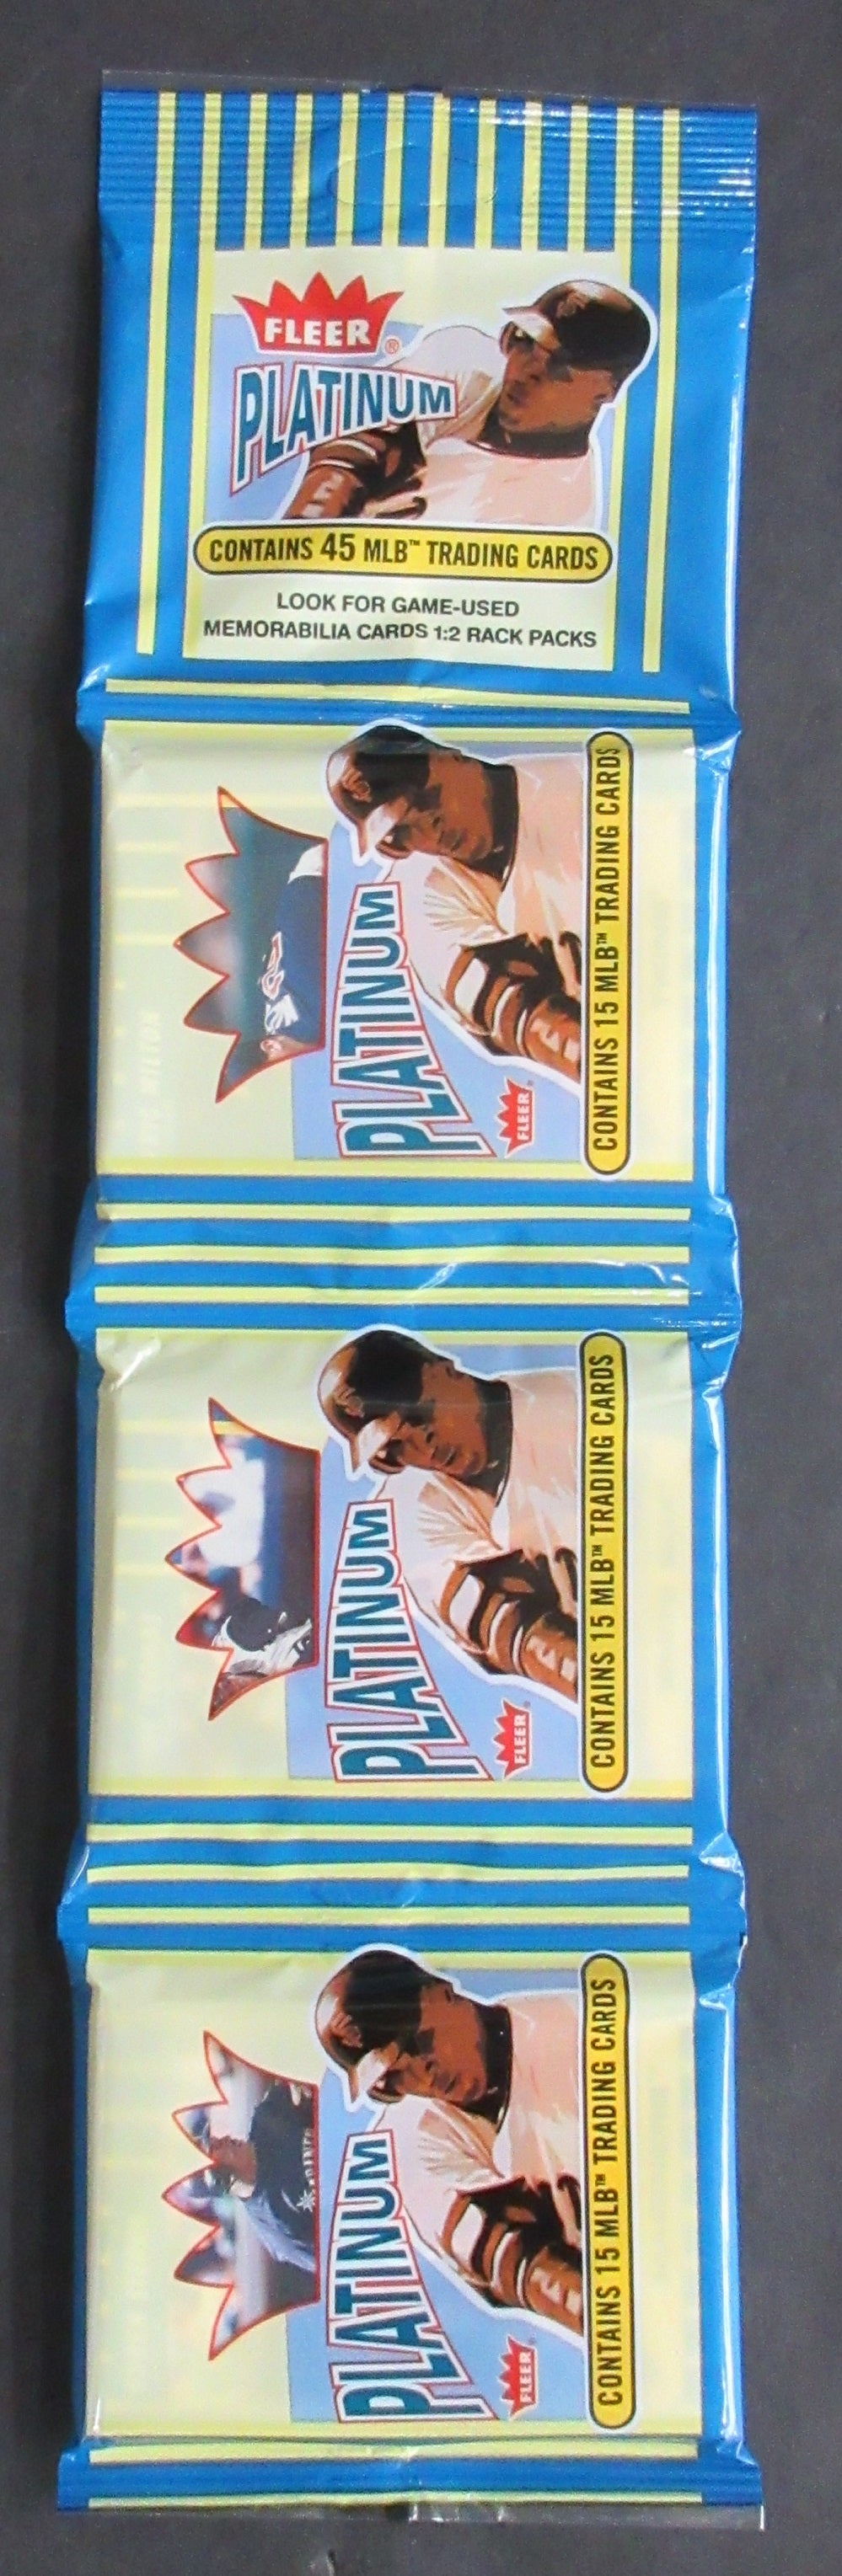 FLEER®
PLATINUM
CONTAINS 45 MLB™ TRADING CARDS
LOOK FOR GAME-USED
MEMORABILIA CARDS 1:2 RACK PACKS
PLATINUM
FLEER
CONTAINS 15 MLB™ TRADING CARDS
PLATINUM
FLEER
CONTAINS 15 MLB™ TRADING CARDS
PLATINUM
FLEER
CONTAINS 15 MLB™ TRADING CARDS